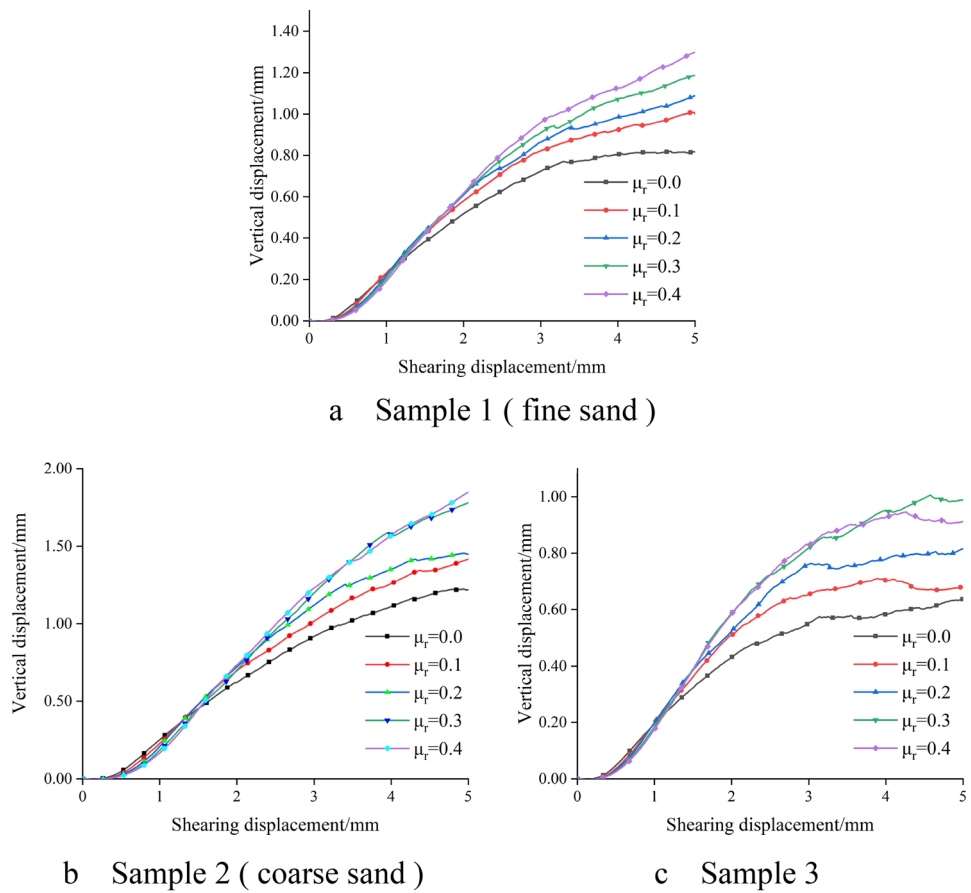 1.40
1.20
1.00
0.80
0.60
0.40
0.20
0.00
Vertical displacement/mm
μr=0.0
μr=0.1
μr=0.2
μr=0.3
μr=0.4
0 1 2 3 4 5
Shearing displacement/mm
a Sample 1 ( fine sand )
2.00
1.50
1.00
0.50
0.00
Vertical displacement/mm
μr=0.0
μr=0.1
μr=0.2
μr=0.3
μr=0.4
0 1 2 3 4 5
Shearing displacement/mm
b Sample 2 ( coarse sand )
1.00
0.80
0.60
0.40
0.20
0.00
Vertical displacement/mm
μr=0.0
μr=0.1
μr=0.2
μr=0.3
μr=0.4
0 1 2 3 4 5
Shearing displacement/mm
c Sample 3